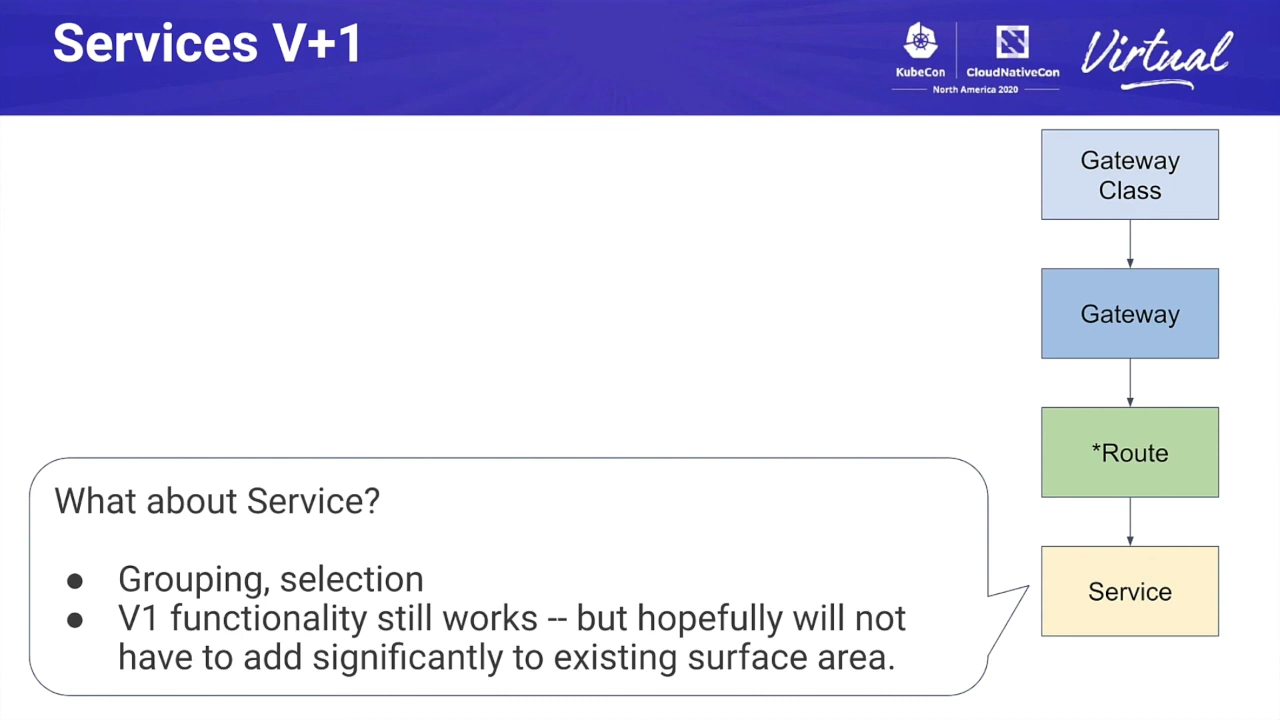 Services V+1
KubeCon
CloudNativeCon
North America 2020
Virtual
Gateway
Class
Gateway
*Route
Service
What about Service?
● Grouping, selection
● V1 functionality still works -- but hopefully will not
have to add significantly to existing surface area.